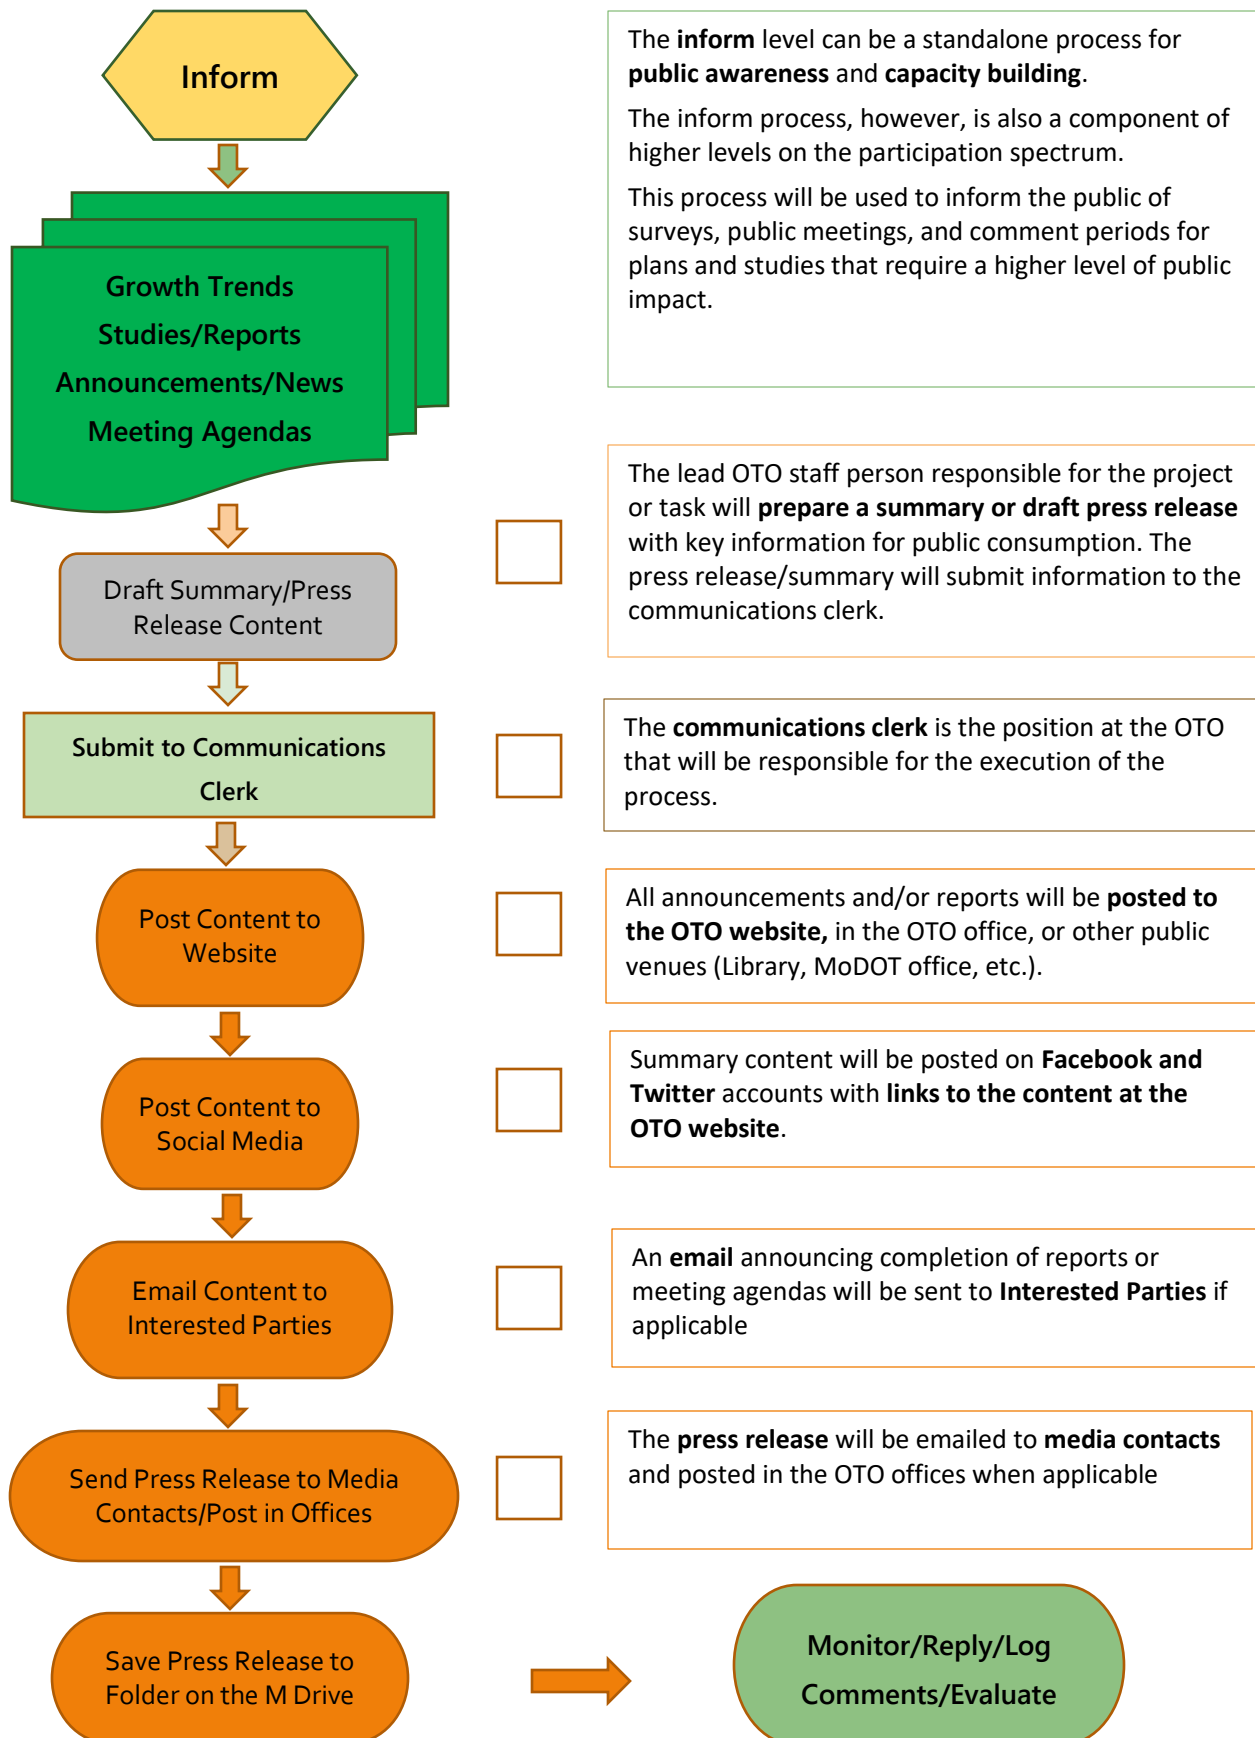 Inform
The inform level can be a standalone process for
public awareness and capacity building.
The inform process, however, is also a component of
higher levels on the participation spectrum.
This process will be used to inform the public of
surveys, public meetings, and comment periods for
plans and studies that require a higher level of public
impact.
Growth Trends
Studies/Reports
Announcements/News
Meeting Agendas
The lead OTO staff person responsible for the project
or task will prepare a summary or draft press release
with key information for public consumption. The
press release/summary will submit information to the
communications clerk.
Draft Summary/Press
Release Content
Submit to Communications
Clerk
The communications clerk is the position at the OTO
that will be responsible for the execution of the
process.
Post Content to
Website
All announcements and/or reports will be posted to
the OTO website, in the OTO office, or other public
venues (Library, MoDOT office, etc.).
Post Content to
Social Media
Summary content will be posted on Facebook and
Twitter accounts with links to the content at the
OTO website.
Email Content to
Interested Parties
An email announcing completion of reports or
meeting agendas will be sent to Interested Parties if
applicable
Send Press Release to Media
Contacts/Post in Offices
The press release will be emailed to media contacts
and posted in the OTO offices when applicable
Save Press Release to
Folder on the M Drive
Monitor/Reply/Log
Comments/Evaluate